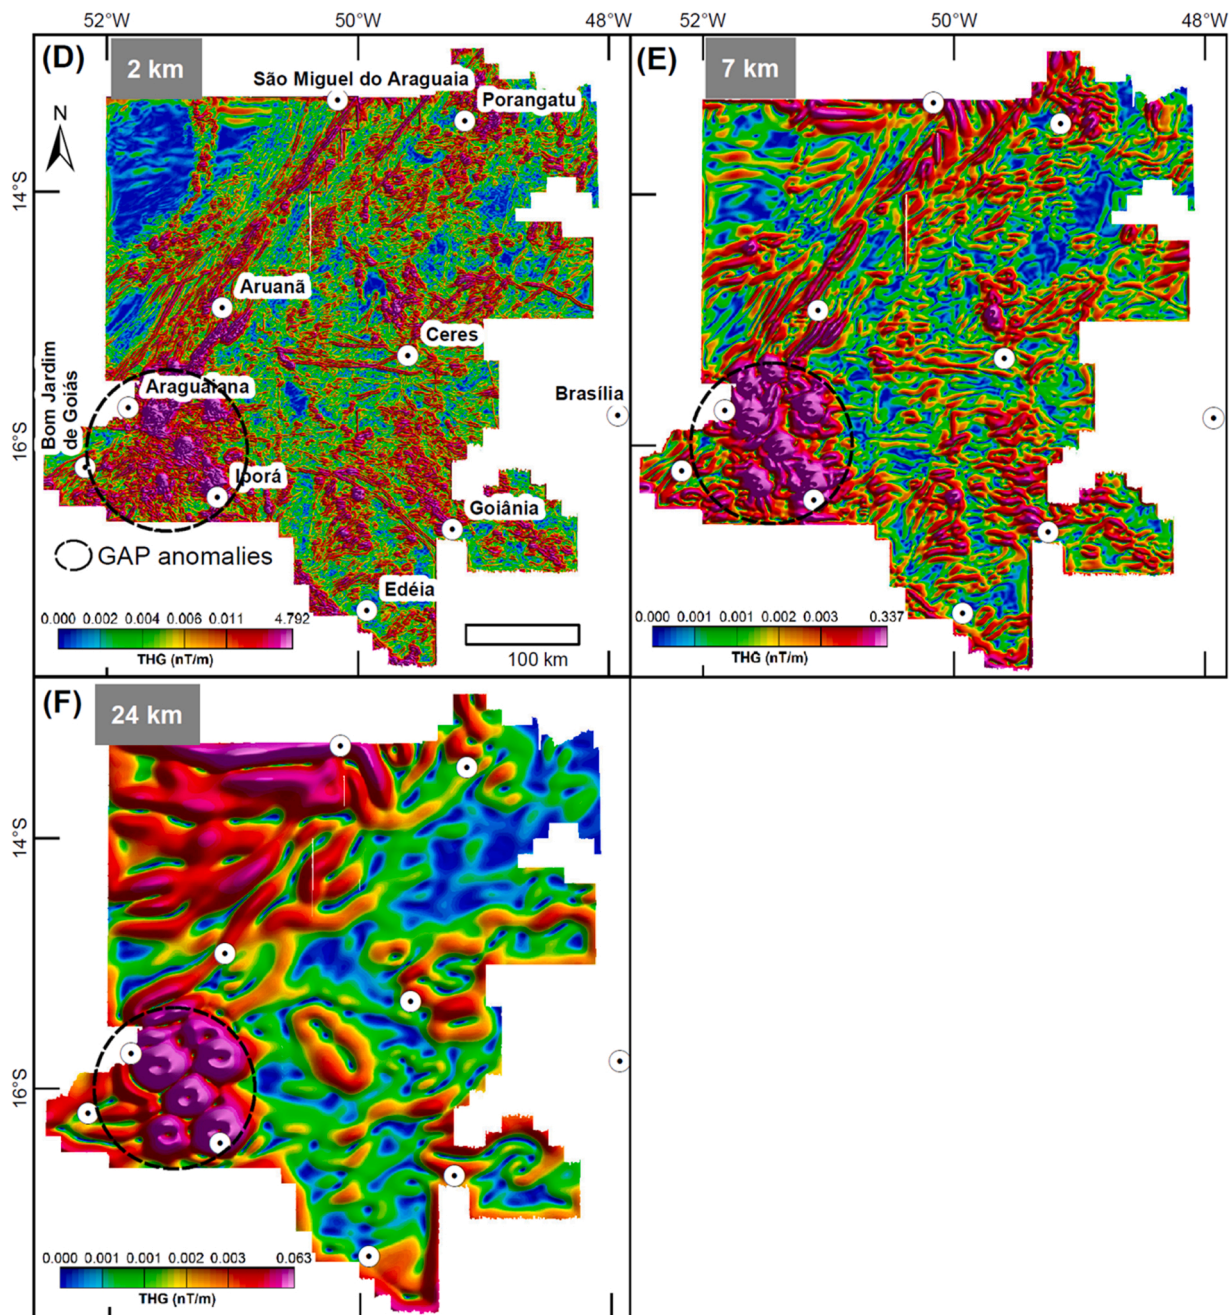 52°W 50°W 48°W 52°W 50°W 48°W
(D) 2 km
(E) 7 km
São Miguel do Araguaia
Porangatu
N
14°S
Aruanã
Ceres
Bom Jardim
de Goiás
Araguaiana
Brasília
16°S
Iporá
Goiânia
GAP anomalies
Edéia
0.000 0.002 0.004 0.006 0.011 4.792
THG (nT/m)
100 km
0.000 0.001 0.001 0.002 0.003 0.337
THG (nT/m)
(F) 24 km
14°S
16°S
0.000 0.001 0.001 0.002 0.003 0.063
THG (nT/m)